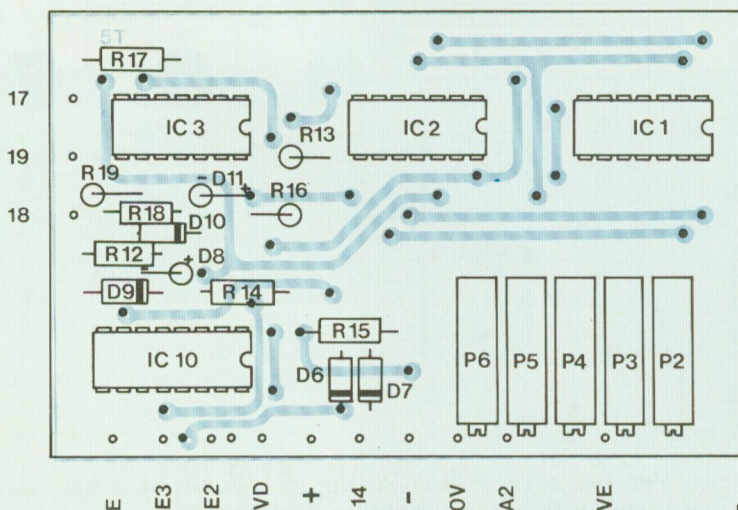 5T
R17
17
IC 3
R13
IC 2
IC 1
19
R19
- D11 +
R16
18
R18
D10
R12
D8 +
-
D9
R14
R15
IC 10
D6
D7
P6 P5 P4 P3 P2
E E3 E2 VD + 14 - 0V A2 VE